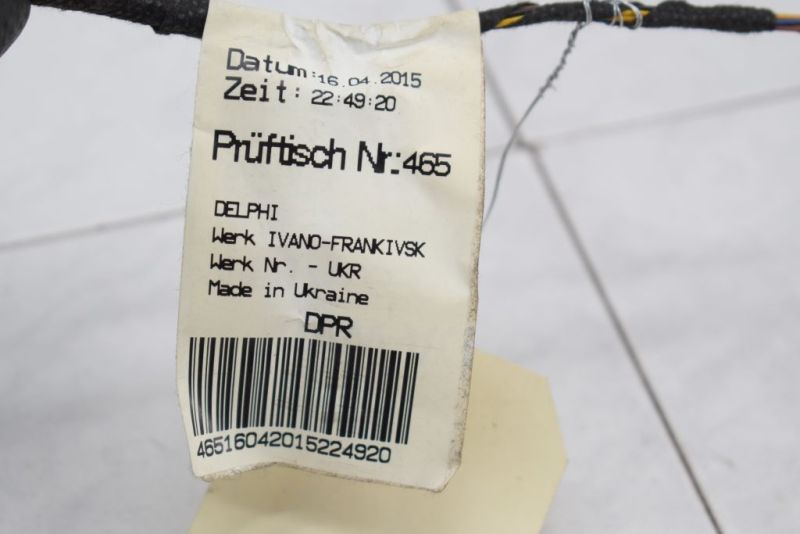 Datum: 16.04.2015
Zeit: 22:49:20
Prüftisch Nr.:465
DELPHI
Werk IVANO-FRANKIVSK
Werk Nr. - UKR
Made in Ukraine
DPR
46516042015224920